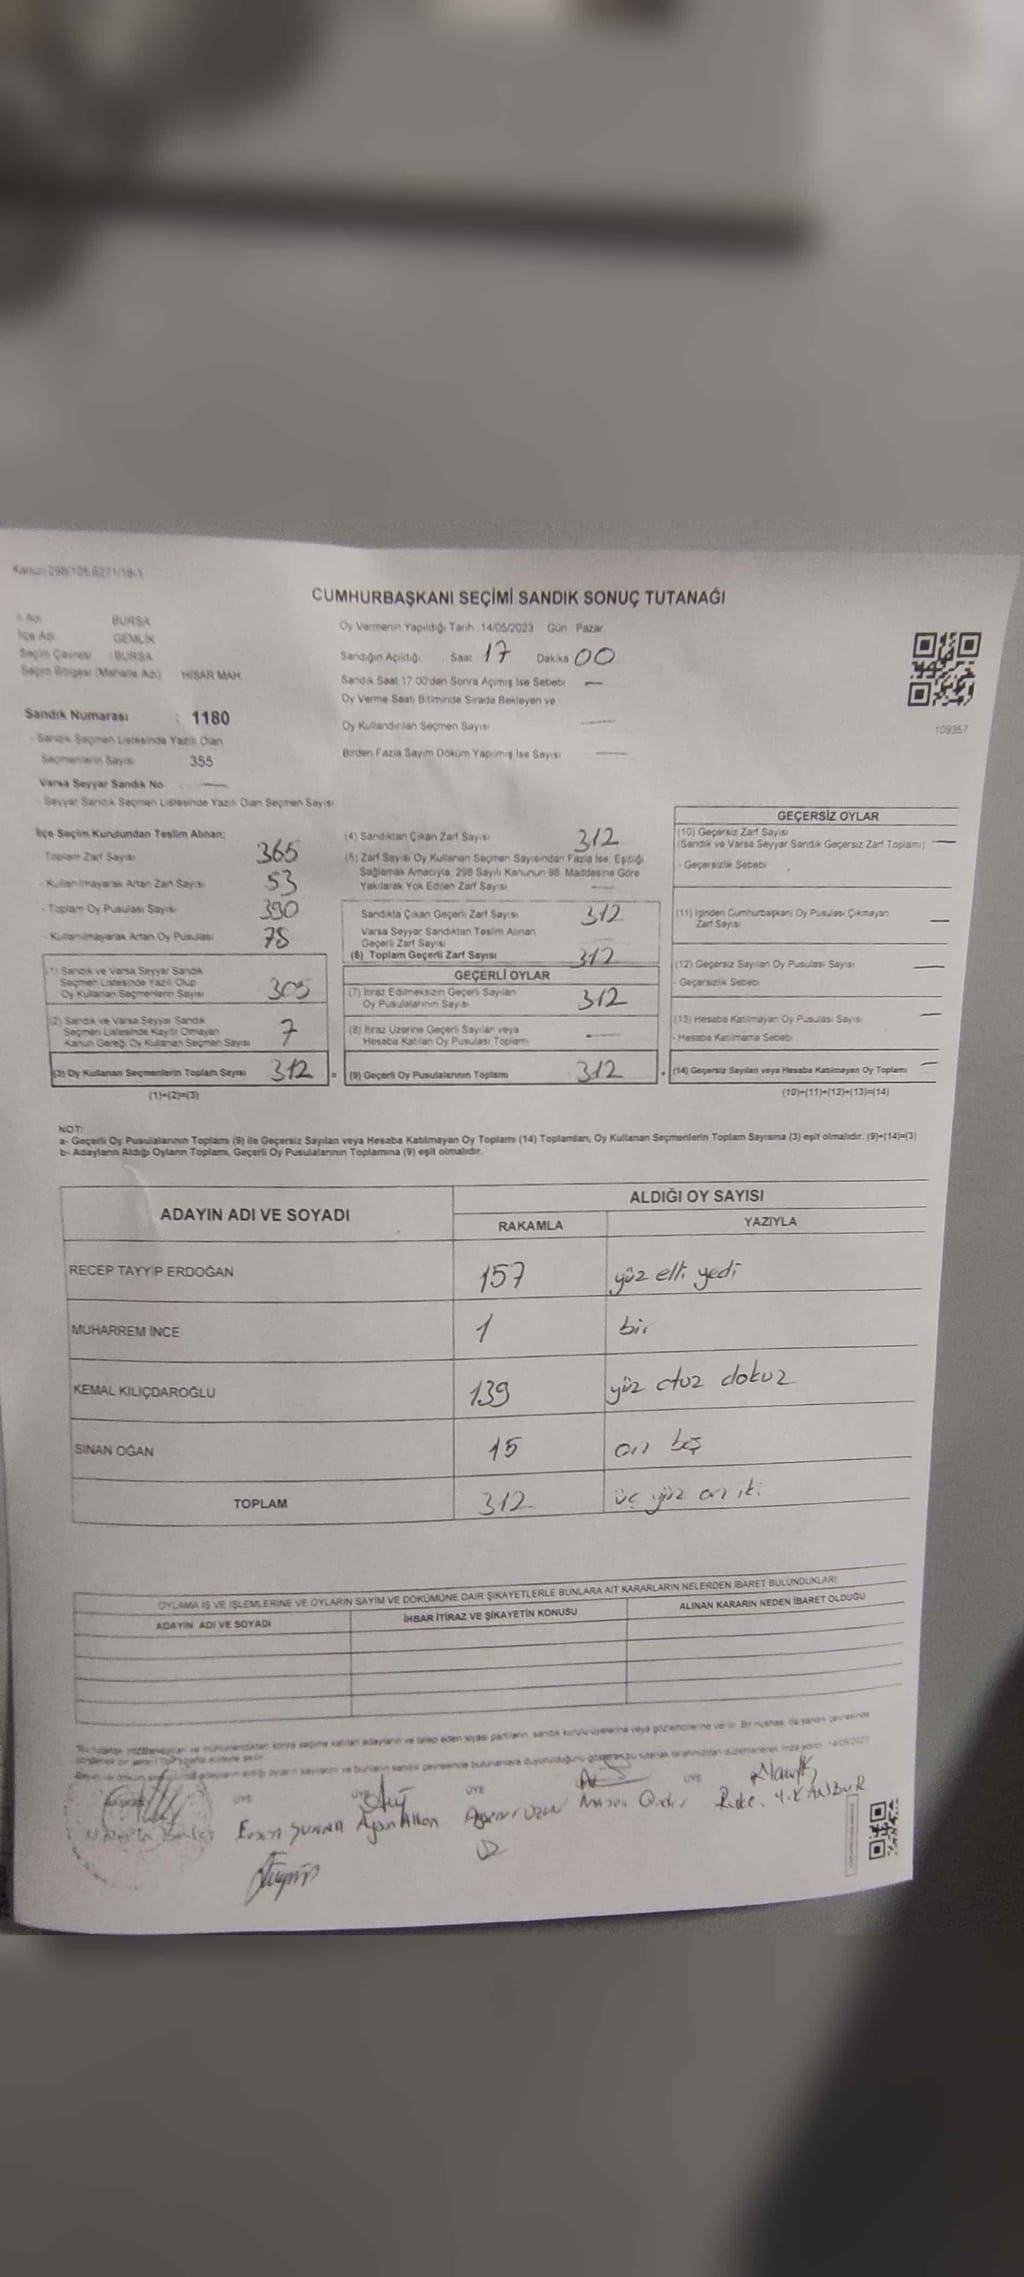 Kanun 298/105,6271/18-1
CUMHURBAŞKANI SEÇİMİ SANDIK SONUÇ TUTANAĞI
İl Adı BURSA
İlçe Adı GEMLİK
Seçim Çevresi : BURSA
Seçim Bölgesi (Mahalle Adı) HİSAR MAH.
Sandık Numarası : 1180
- Sandık Seçmen Listesinde Yazılı Olan
Seçmenlerin Sayısı 355
Varsa Seyyar Sandık No —
- Seyyar Sandık Seçmen Listesinde Yazılı Olan Seçmen Sayısı
Oy Vermenin Yapıldığı Tarih: 14/05/2023 Gün Pazar
Sandığın Açıldığı Saat 17 Dakika 00
Sandık Saat 17:00'den Sonra Açımış İse Sebebi —
Oy Verme Saati Bitiminde Sırada Bekleyen ve
Oy Kullandırılan Seçmen Sayısı —
Birden Fazla Sayım Döküm Yapılmış İse Sayısı —
109357
İlçe Seçim Kurulundan Teslim Alınan;
- Toplam Zarf Sayısı 365
- Kullanılmayarak Artan Zarf Sayısı 53
- Toplam Oy Pusulası Sayısı 390
- Kullanılmayarak Artan Oy Pusulası 78
(1) Sandık ve Varsa Seyyar Sandık
Seçmen Listesinde Yazılı Olup
Oy Kullanan Seçmenlerin Sayısı 305
(2) Sandık ve Varsa Seyyar Sandık
Seçmen Listesinde Kayıtlı Olmayan
Kanun Gereği Oy Kullanan Seçmen Sayısı 7
(3) Oy Kullanan Seçmenlerin Toplam Sayısı 312
(1)+(2)=(3)
(4) Sandıktan Çıkan Zarf Sayısı 312
(5) Zarf Sayısı Oy Kullanan Seçmen Sayısından Fazla İse, Eşitliği
Sağlamak Amacıyla, 298 Sayılı Kanunun 98. Maddesine Göre
Yakılarak Yok Edilen Zarf Sayısı —
Sandıkta Çıkan Geçerli Zarf Sayısı 312
Varsa Seyyar Sandıktan Teslim Alınan
Geçerli Zarf Sayısı
(6) Toplam Geçerli Zarf Sayısı 312
GEÇERLİ OYLAR
(7) İtiraz Edilmeksizin Geçerli Sayılan
Oy Pusulalarının Sayısı 312
(8) İtiraz Üzerine Geçerli Sayılan veya
Hesaba Katılan Oy Pusulası Toplamı —
(9) Geçerli Oy Pusulalarının Toplamı 312
GEÇERSİZ OYLAR
(10) Geçersiz Zarf Sayısı
(Sandık ve Varsa Seyyar Sandık Geçersiz Zarf Toplamı) —
- Geçersizlik Sebebi
(11) İçinden Cumhurbaşkanı Oy Pusulası Çıkmayan
Zarf Sayısı —
(12) Geçersiz Sayılan Oy Pusulası Sayısı —
- Geçersizlik Sebebi
(13) Hesaba Katılmayan Oy Pusulası Sayısı —
- Hesaba Katılmama Sebebi
(14) Geçersiz Sayılan veya Hesaba Katılmayan Oy Toplamı —
(10)+(11)+(12)+(13)=(14)
NOT:
a- Geçerli Oy Pusulalarının Toplamı (9) ile Geçersiz Sayılan veya Hesaba Katılmayan Oy Toplamı (14) Toplamları, Oy Kullanan Seçmenlerin Toplam Sayısına (3) eşit olmalıdır. (9)+(14)=(3)
b- Adayların Aldığı Oyların Toplamı, Geçerli Oy Pusulalarının Toplamına (9) eşit olmalıdır.
ADAYIN ADI VE SOYADI ALDIĞI OY SAYISI
RAKAMLA YAZIYLA
RECEP TAYYİP ERDOĞAN 157 yüz elli yedi
MUHARREM İNCE 1 bir
KEMAL KILIÇDAROĞLU 139 yüz otuz dokuz
SİNAN OĞAN 15 on beş
TOPLAM 312 üç yüz on iki
OYLAMA İŞ VE İŞLEMLERİNE VE OYLARIN SAYIM VE DÖKÜMÜNE DAİR ŞİKAYETLERLE BUNLARA AİT KARARLARIN NELERDEN İBARET BULUNDUKLARI
ADAYIN ADI VE SOYADI İHBAR İTİRAZ VE ŞİKAYETİN KONUSU ALINAN KARARIN NEDEN İBARET OLDUĞU
ÜYE ÜYE ÜYE ÜYE